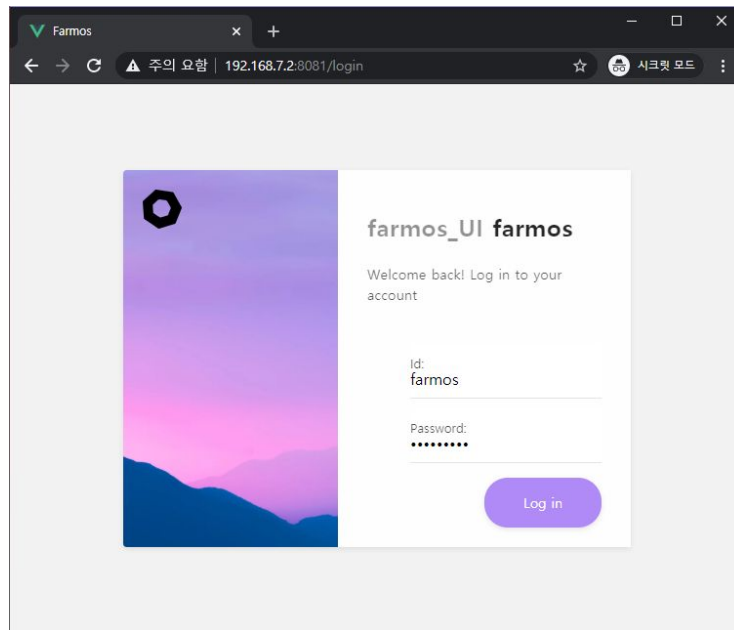 Farmos
주의 요함 192.168.7.2:8081/login
시크릿 모드
farmos_UI farmos
Welcome back! Log in to your
account
Id:
farmos
Password:
•••••••••
Log in